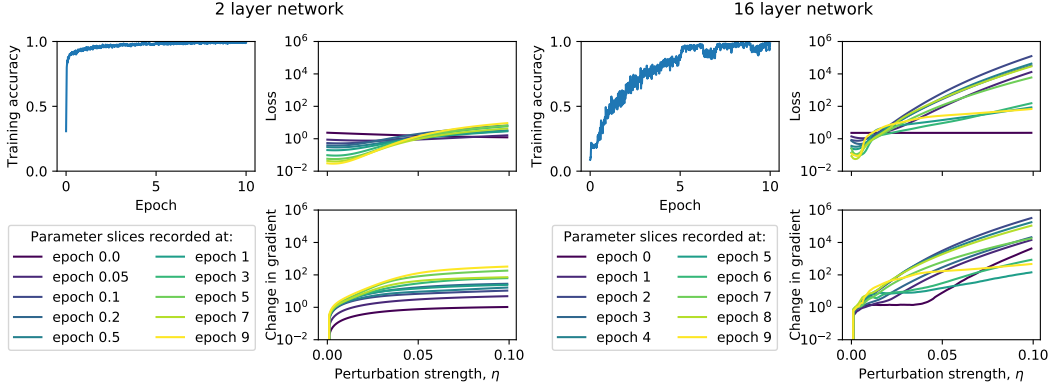 2 layer network
16 layer network
Training accuracy
1.0
0.5
0.0
0
5
10
Epoch
Loss
10^6
10^4
10^2
10^0
10^−2
Training accuracy
1.0
0.5
0.0
0
5
10
Epoch
Loss
10^6
10^4
10^2
10^0
10^−2
Parameter slices recorded at:
epoch 0.0
epoch 0.05
epoch 0.1
epoch 0.2
epoch 0.5
epoch 1
epoch 3
epoch 5
epoch 7
epoch 9
Change in gradient
10^6
10^4
10^2
10^0
10^−2
0.00
0.05
0.10
Perturbation strength, η
Parameter slices recorded at:
epoch 0
epoch 1
epoch 2
epoch 3
epoch 4
epoch 5
epoch 6
epoch 7
epoch 8
epoch 9
Change in gradient
10^6
10^4
10^2
10^0
10^−2
0.00
0.05
0.10
Perturbation strength, η